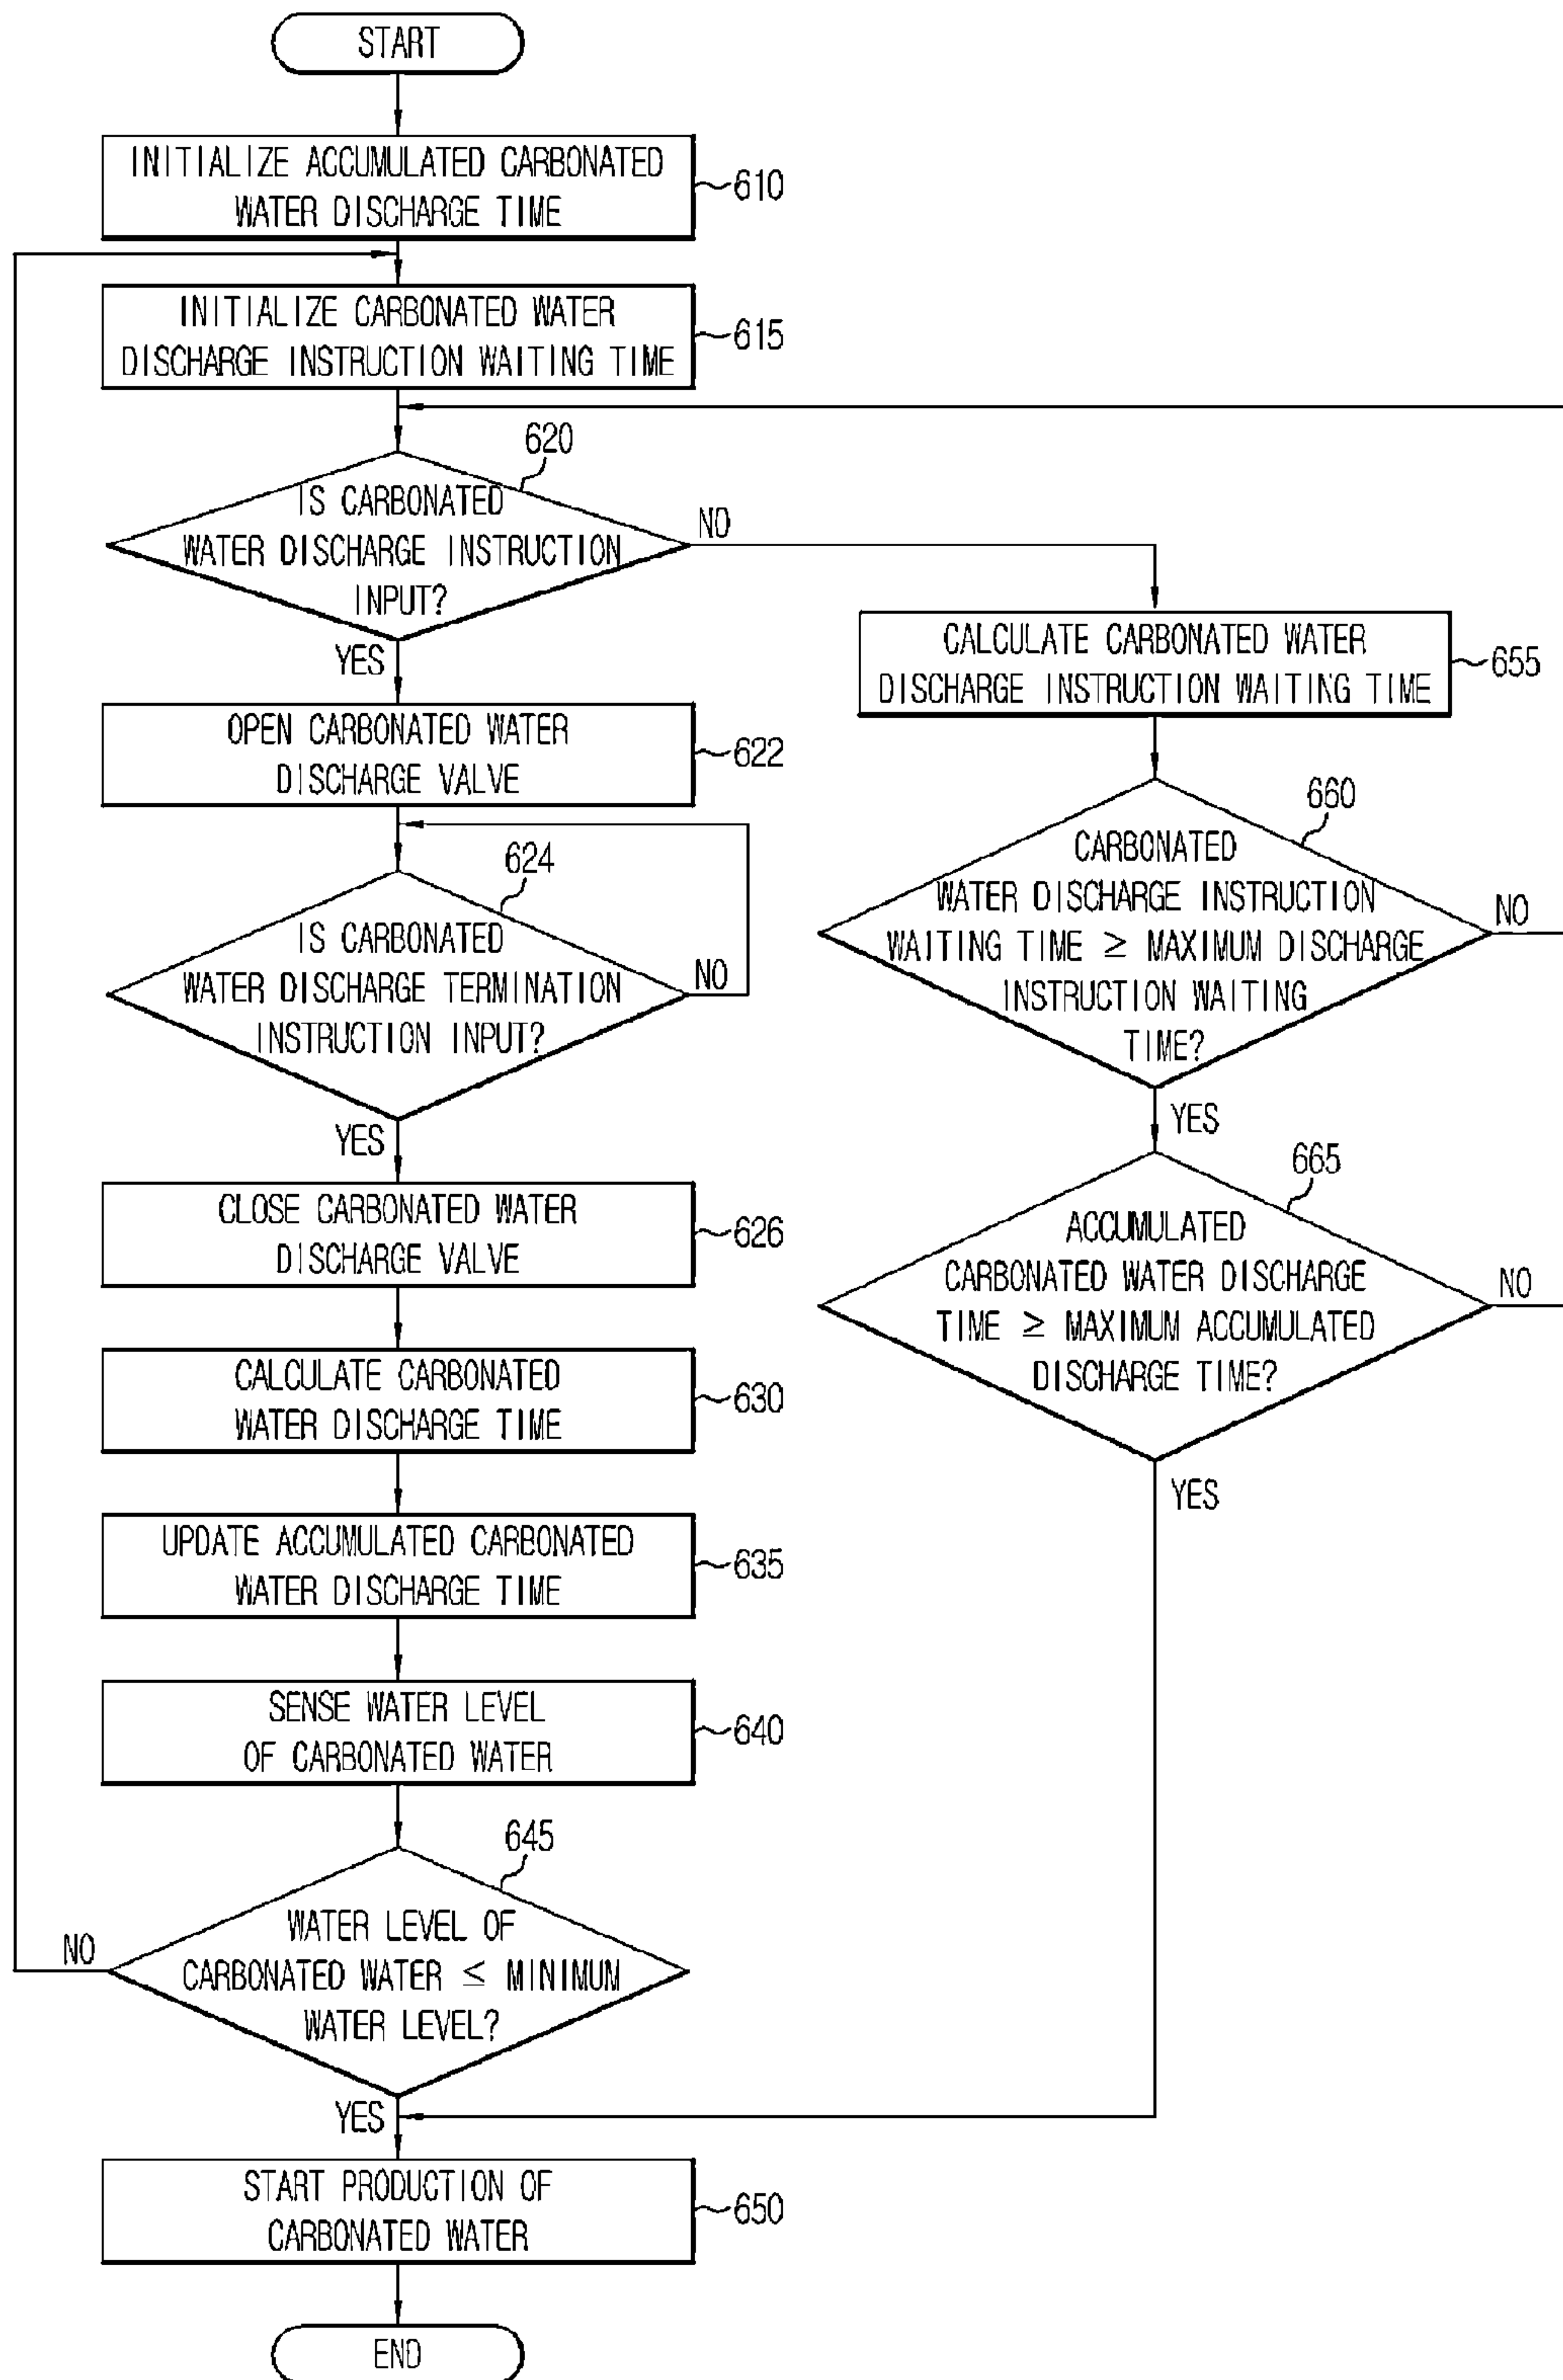 START
INITIALIZE ACCUMULATED CARBONATED
WATER DISCHARGE TIME
610
INITIALIZE CARBONATED WATER
DISCHARGE INSTRUCTION WAITING TIME
615
620
IS CARBONATED
WATER DISCHARGE INSTRUCTION
INPUT?
NO
YES
OPEN CARBONATED WATER
DISCHARGE VALVE
622
624
IS CARBONATED
WATER DISCHARGE TERMINATION
INSTRUCTION INPUT?
NO
YES
CLOSE CARBONATED WATER
DISCHARGE VALVE
626
CALCULATE CARBONATED
WATER DISCHARGE TIME
630
UPDATE ACCUMULATED CARBONATED
WATER DISCHARGE TIME
635
SENSE WATER LEVEL
OF CARBONATED WATER
640
645
WATER LEVEL OF
CARBONATED WATER ≤ MINIMUM
WATER LEVEL?
NO
YES
START PRODUCTION OF
CARBONATED WATER
650
END
CALCULATE CARBONATED WATER
DISCHARGE INSTRUCTION WAITING TIME
655
660
CARBONATED
WATER DISCHARGE INSTRUCTION
WAITING TIME ≥ MAXIMUM DISCHARGE
INSTRUCTION WAITING
TIME?
NO
YES
665
ACCUMULATED
CARBONATED WATER DISCHARGE
TIME ≥ MAXIMUM ACCUMULATED
DISCHARGE TIME?
NO
YES